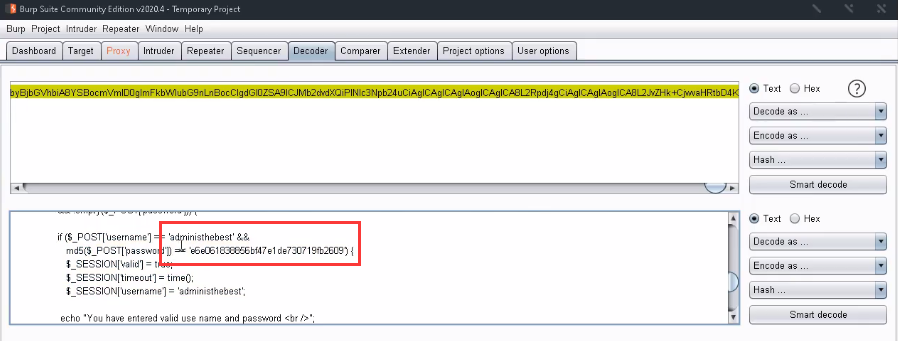 Burp Suite Community Edition v2020.4 - Temporary Project
Burp Project Intruder Repeater Window Help
Dashboard Target Proxy Intruder Repeater Sequencer Decoder Comparer Extender Project options User options
Text Hex ?
Decode as ...
Encode as ...
Hash ...
Smart decode
if ($_POST['username'] == 'administhebest' &&
md5($_POST['password']) == 'e6e061838856bf47e1de730719fb2609') {
$_SESSION['valid'] = true;
$_SESSION['timeout'] = time();
$_SESSION['username'] = 'administhebest';
echo "You have entered valid use name and password <br />";
Text Hex
Decode as ...
Encode as ...
Hash ...
Smart decode